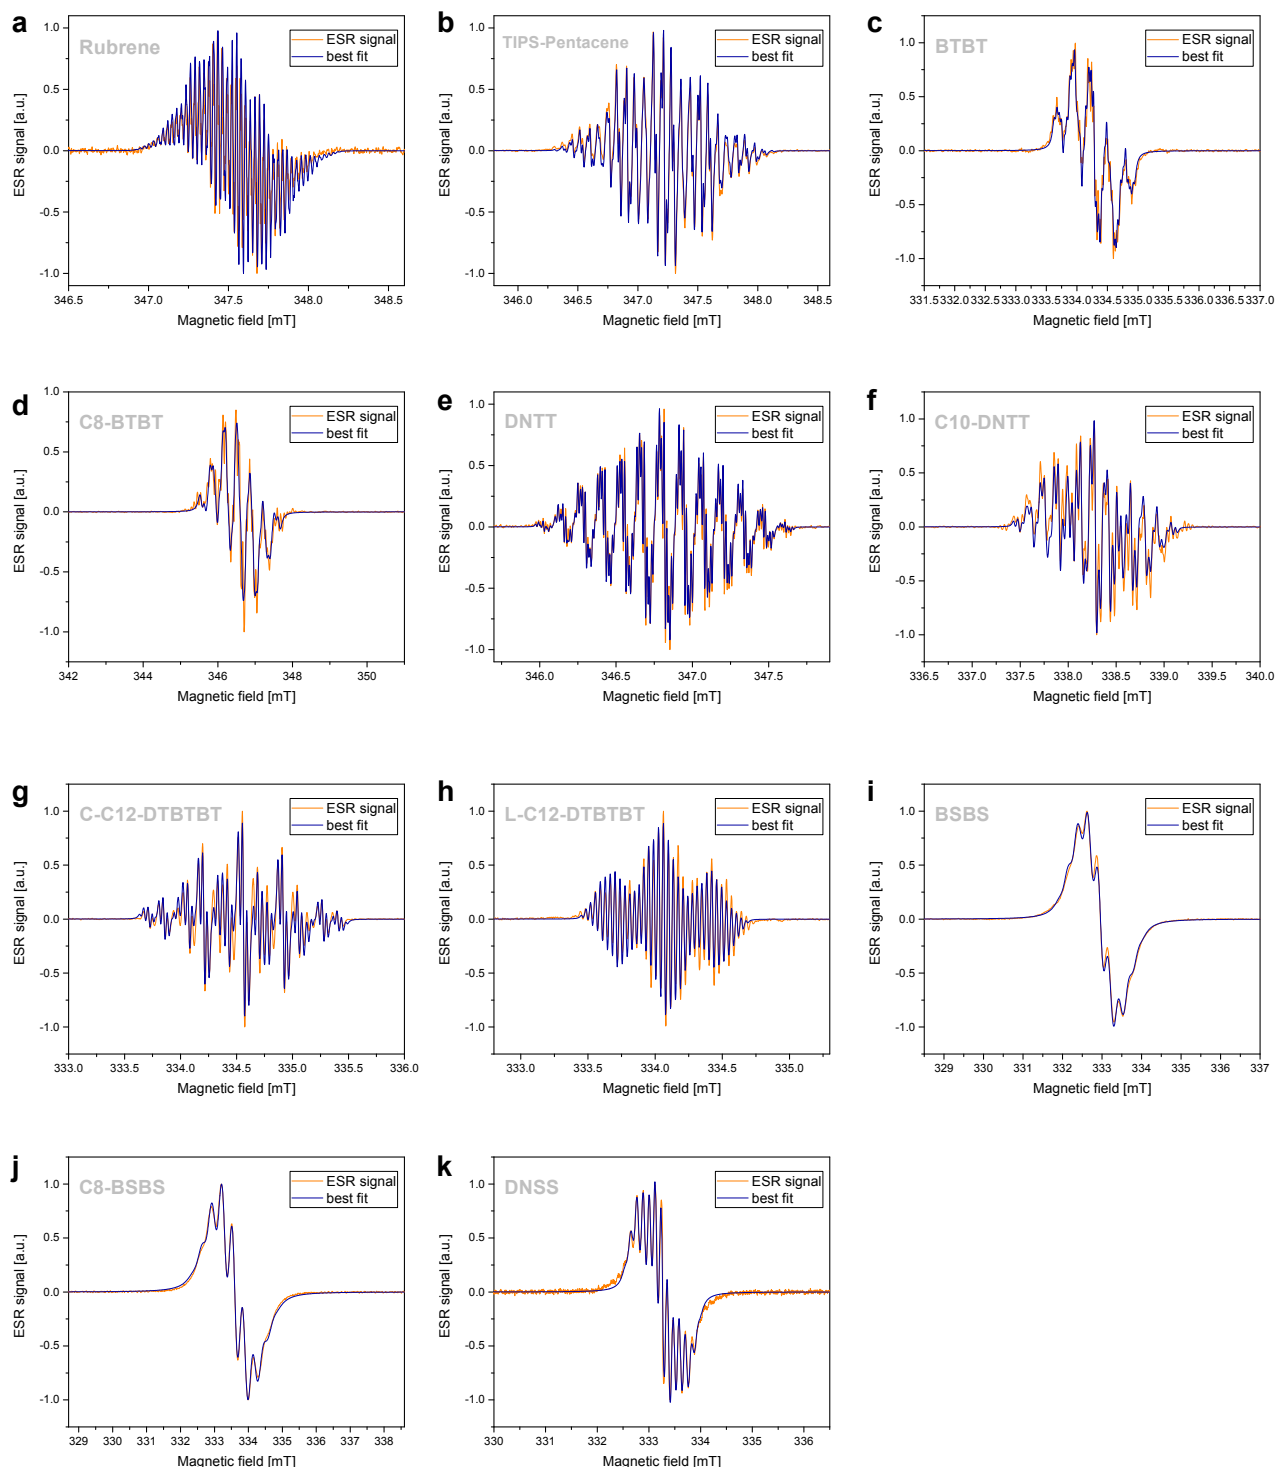 a
Rubrene
ESR signal
best fit
ESR signal [a.u.]
1.0
0.5
0.0
-0.5
-1.0
346.5 347.0 347.5 348.0 348.5
Magnetic field [mT]
b
TIPS-Pentacene
ESR signal
best fit
ESR signal [a.u.]
1.0
0.5
0.0
-0.5
-1.0
346.0 346.5 347.0 347.5 348.0 348.5
Magnetic field [mT]
c
BTBT
ESR signal
best fit
ESR signal [a.u.]
1.0
0.5
0.0
-0.5
-1.0
331.5 332.0 332.5 333.0 333.5 334.0 334.5 335.0 335.5 336.0 336.5 337.0
Magnetic field [mT]
d
C8-BTBT
ESR signal
best fit
ESR signal [a.u.]
1.0
0.5
0.0
-0.5
-1.0
342 344 346 348 350
Magnetic field [mT]
e
DNTT
ESR signal
best fit
ESR signal [a.u.]
1.0
0.5
0.0
-0.5
-1.0
346.0 346.5 347.0 347.5
Magnetic field [mT]
f
C10-DNTT
ESR signal
best fit
ESR signal [a.u.]
1.0
0.5
0.0
-0.5
-1.0
336.5 337.0 337.5 338.0 338.5 339.0 339.5 340.0
Magnetic field [mT]
g
C-C12-DTBTBT
ESR signal
best fit
ESR signal [a.u.]
1.0
0.5
0.0
-0.5
-1.0
333.0 333.5 334.0 334.5 335.0 335.5 336.0
Magnetic field [mT]
h
L-C12-DTBTBT
ESR signal
best fit
ESR signal [a.u.]
1.0
0.5
0.0
-0.5
-1.0
333.0 333.5 334.0 334.5 335.0
Magnetic field [mT]
i
BSBS
ESR signal
best fit
ESR signal [a.u.]
1.0
0.5
0.0
-0.5
-1.0
329 330 331 332 333 334 335 336 337
Magnetic field [mT]
j
C8-BSBS
ESR signal
best fit
ESR signal [a.u.]
1.0
0.5
0.0
-0.5
-1.0
329 330 331 332 333 334 335 336 337 338
Magnetic field [mT]
k
DNSS
ESR signal
best fit
ESR signal [a.u.]
1.0
0.5
0.0
-0.5
-1.0
330 331 332 333 334 335 336
Magnetic field [mT]